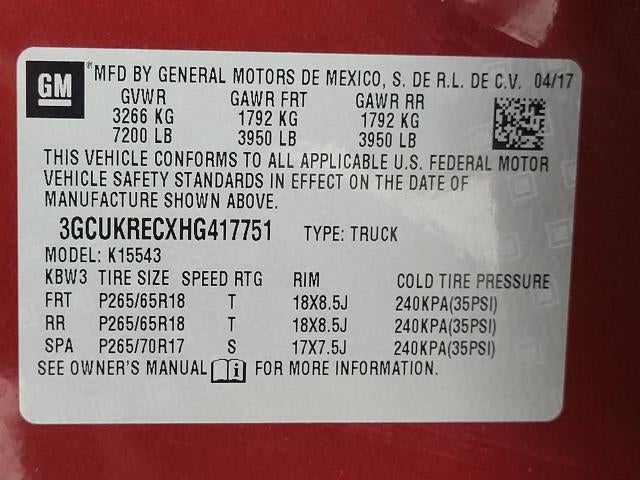 GM ® MFD BY GENERAL MOTORS DE MEXICO, S. DE R.L. DE C.V. 04/17
GVWR GAWR FRT GAWR RR
3266 KG 1792 KG 1792 KG
7200 LB 3950 LB 3950 LB
THIS VEHICLE CONFORMS TO ALL APPLICABLE U.S. FEDERAL MOTOR
VEHICLE SAFETY STANDARDS IN EFFECT ON THE DATE OF
MANUFACTURE SHOWN ABOVE.
3GCUKRECXHG417751 TYPE: TRUCK
MODEL: K15543
KBW3 TIRE SIZE SPEED RTG RIM COLD TIRE PRESSURE
FRT P265/65R18 T 18X8.5J 240KPA(35PSI)
RR P265/65R18 T 18X8.5J 240KPA(35PSI)
SPA P265/70R17 S 17X7.5J 240KPA(35PSI)
SEE OWNER'S MANUAL i FOR MORE INFORMATION.